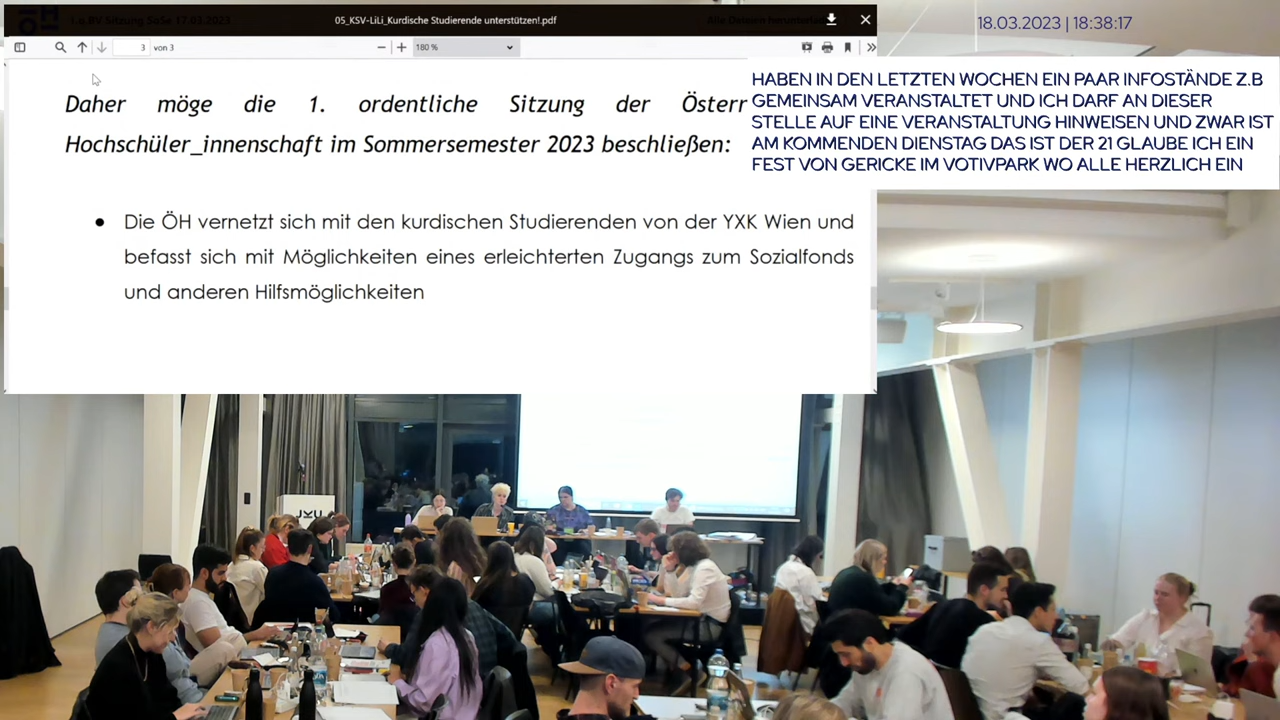 05_KSV-LiLi_Kurdische Studierende unterstützen!.pdf
18.03.2023 | 18:38:17
3 von 3
180 %
HABEN IN DEN LETZTEN WOCHEN EIN PAAR INFOSTÄNDE Z.B
GEMEINSAM VERANSTALTET UND ICH DARF AN DIESER
STELLE AUF EINE VERANSTALTUNG HINWEISEN UND ZWAR IST
AM KOMMENDEN DIENSTAG DAS IST DER 21 GLAUBE ICH EIN
FEST VON GERICKE IM VOTIVPARK WO ALLE HERZLICH EIN
Daher möge die 1. ordentliche Sitzung der Österr
Hochschüler_innenschaft im Sommersemester 2023 beschließen:
• Die ÖH vernetzt sich mit den kurdischen Studierenden von der YXK Wien und
befasst sich mit Möglichkeiten eines erleichterten Zugangs zum Sozialfonds
und anderen Hilfsmöglichkeiten
JKU